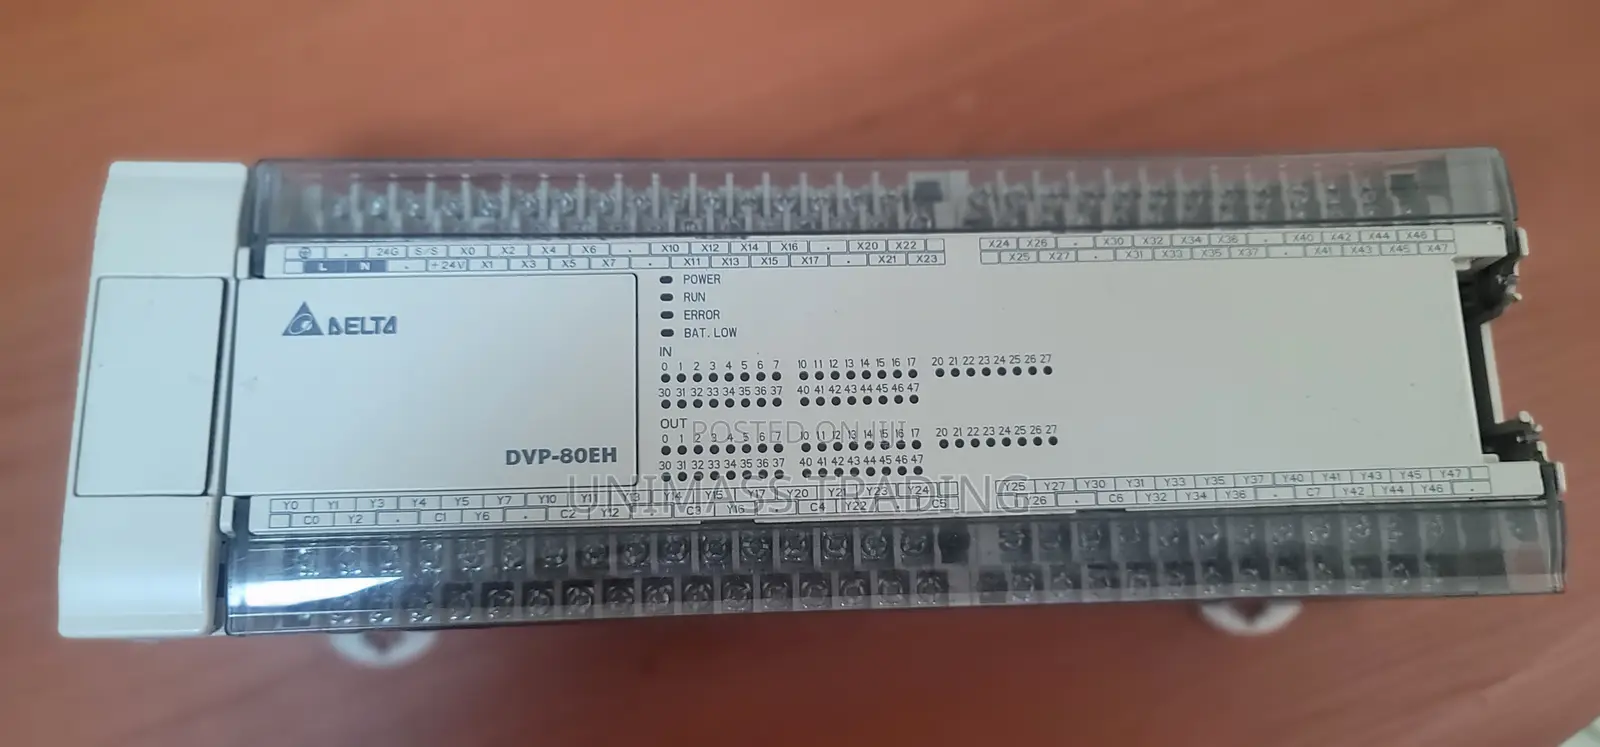 24G S/S X0 X2 X4 X6 . X10 X12 X14 X16 . X20 X22
X24 X26 . X30 X32 X34 X36 . X40 X42 X44 X46
L N . +24V X1 X3 X5 X7 . X11 X13 X15 X17 . X21 X23
X25 X27 . X31 X33 X35 X37 . X41 X43 X45 X47
DELTA
POWER
RUN
ERROR
BAT. LOW
IN
0 1 2 3 4 5 6 7 10 11 12 13 14 15 16 17 20 21 22 23 24 25 26 27
30 31 32 33 34 35 36 37 40 41 42 43 44 45 46 47
OUT
0 1 2 3 4 5 6 7 10 11 12 13 14 15 16 17 20 21 22 23 24 25 26 27
30 31 32 33 34 35 36 37 40 41 42 43 44 45 46 47
DVP-80EH
POSTED ON JIJI
UNIMASS TRADING
Y0 Y1 Y3 Y4 Y5 Y7 Y10 Y11 Y13 Y14 Y15 Y17 Y20 Y21 Y23 Y24
Y25 Y27 Y30 Y31 Y33 Y35 Y37 Y40 Y41 Y43 Y45 Y47
C0 Y2 . C1 Y6 . C2 Y12 C3 Y16 C4 Y22 C5
Y26 . C6 Y32 Y34 Y36 . C7 Y42 Y44 Y46 .